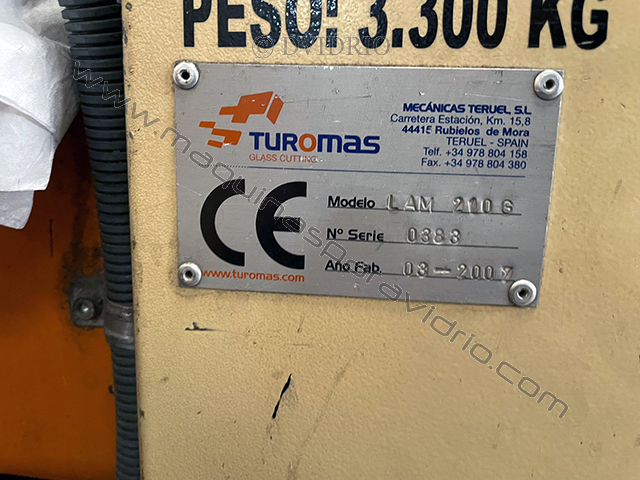 PESO: 3.300 KG
© DVIDRIO
TUROMAS
GLASS CUTTING
MECÁNICAS TERUEL, S.L.
Carretera Estación, Km. 15,8
44415 Rubielos de Mora
TERUEL - SPAIN
Telf. +34 978 804 158
Fax. +34 978 804 380
CE
Modelo LAM 200G
Nº Serie 0383
Año Fab. 03-2007
www.turomas.com
www.maquinasparavidrio.com